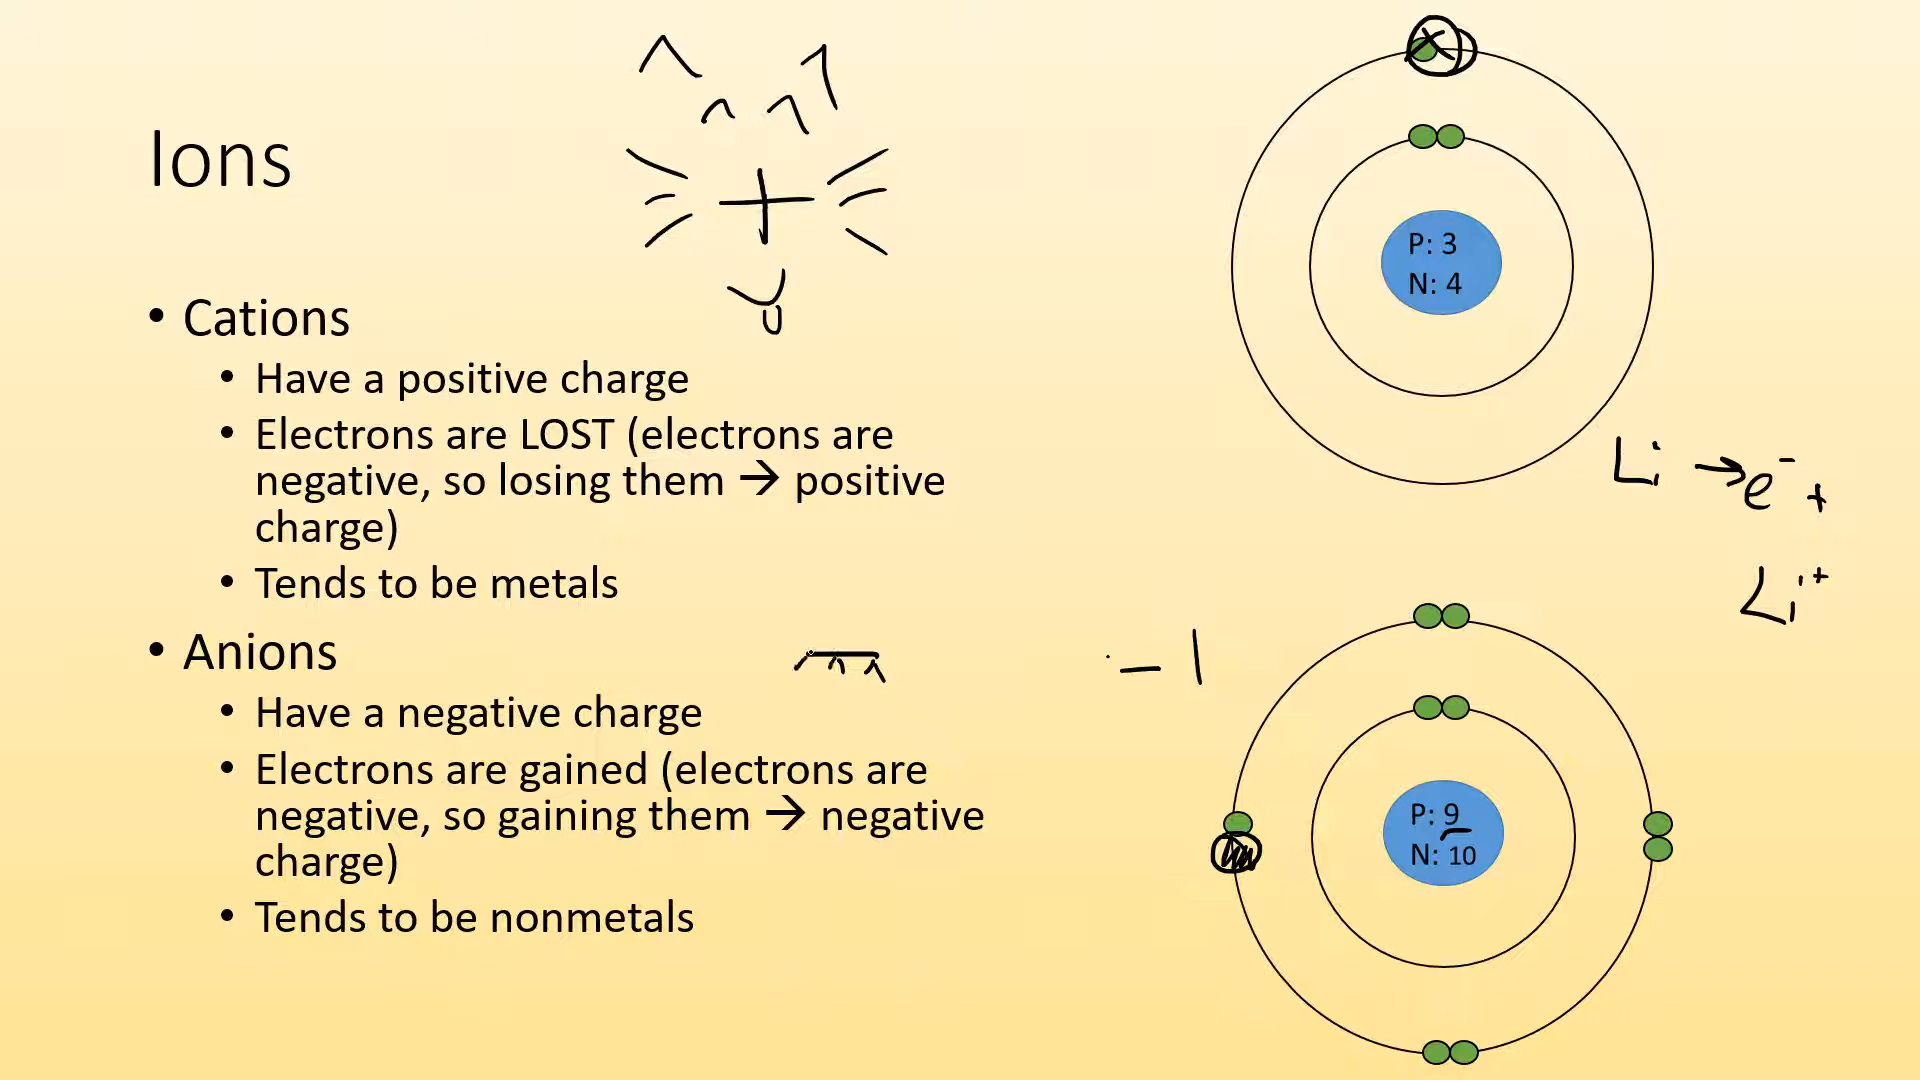 Ions
• Cations
• Have a positive charge
• Electrons are LOST (electrons are
negative, so losing them → positive
charge)
• Tends to be metals
• Anions
• Have a negative charge
• Electrons are gained (electrons are
negative, so gaining them → negative
charge)
• Tends to be nonmetals
+
P: 3
N: 4
Li → e⁻ +
Li⁺
− 1
P: 9
N: 10